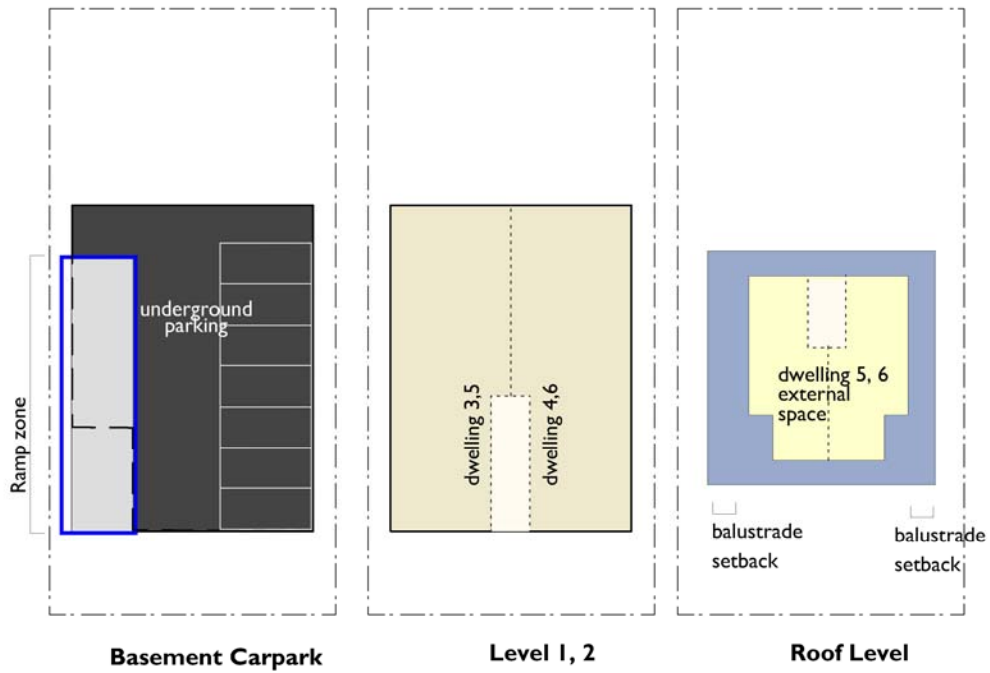 Ramp zone
underground
parking
Basement Carpark
dwelling 3,5
dwelling 4,6
Level 1, 2
dwelling 5, 6
external
space
balustrade
setback
balustrade
setback
Roof Level